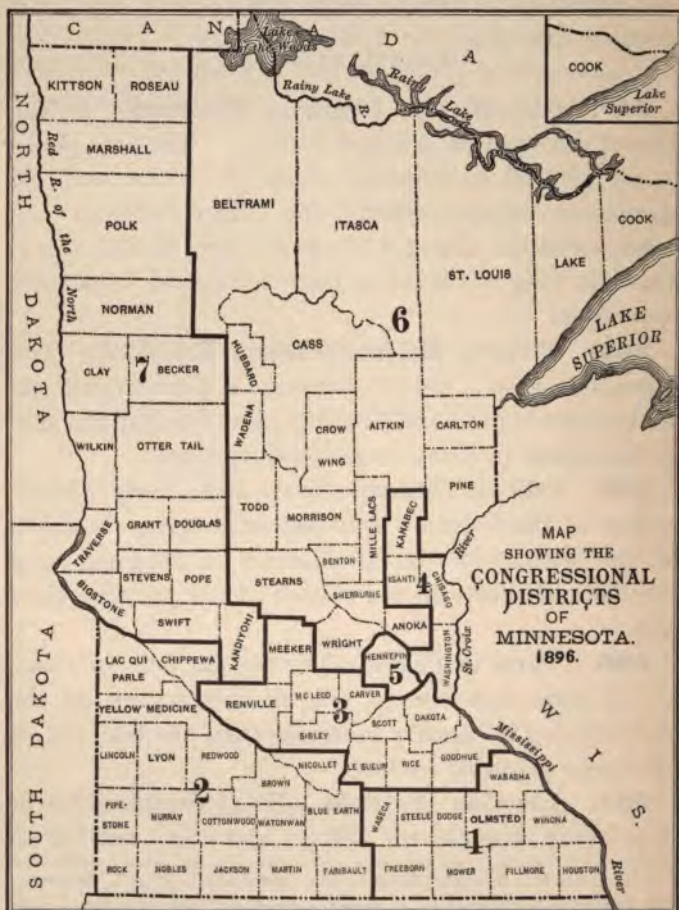 C A N A D A
Lake
of the Woods
Rainy Lake R.
Rainy Lake
COOK
Lake
Superior
KITTSON
ROSEAU
MARSHALL
POLK
NORMAN
BELTRAMI
ITASCA
ST. LOUIS
LAKE
COOK
LAKE
SUPERIOR
NORTH DAKOTA
Red R. of the North
6
7
CLAY
BECKER
HUBBARD
CASS
WADENA
CROW
WING
AITKIN
CARLTON
WILKIN
OTTER TAIL
TODD
MORRISON
MILLE LACS
KANABEC
PINE
GRANT
DOUGLAS
TRAVERSE
STEVENS
POPE
STEARNS
BENTON
SHERBURNE
ISANTI
4
CHISAGO
River
BIGSTONE
SWIFT
KANDIYOHI
MEEKER
WRIGHT
ANOKA
HENNEPIN
5
WASHINGTON
St. Croix
MAP
SHOWING THE
CONGRESSIONAL
DISTRICTS
OF
MINNESOTA.
1896.
SOUTH DAKOTA
LAC QUI
PARLE
CHIPPEWA
YELLOW MEDICINE
RENVILLE
MC LEOD
CARVER
3
SIBLEY
SCOTT
DAKOTA
LINCOLN
LYON
REDWOOD
NICOLLET
LE SUEUR
RICE
GOODHUE
Mississippi
River
WIS.
2
BROWN
WABASHA
PIPE-
STONE
MURRAY
COTTONWOOD
WATONWAN
BLUE EARTH
WASECA
STEELE
DODGE
OLMSTED
WINONA
1
ROCK
NOBLES
JACKSON
MARTIN
FARIBAULT
FREEBORN
MOWER
FILLMORE
HOUSTON